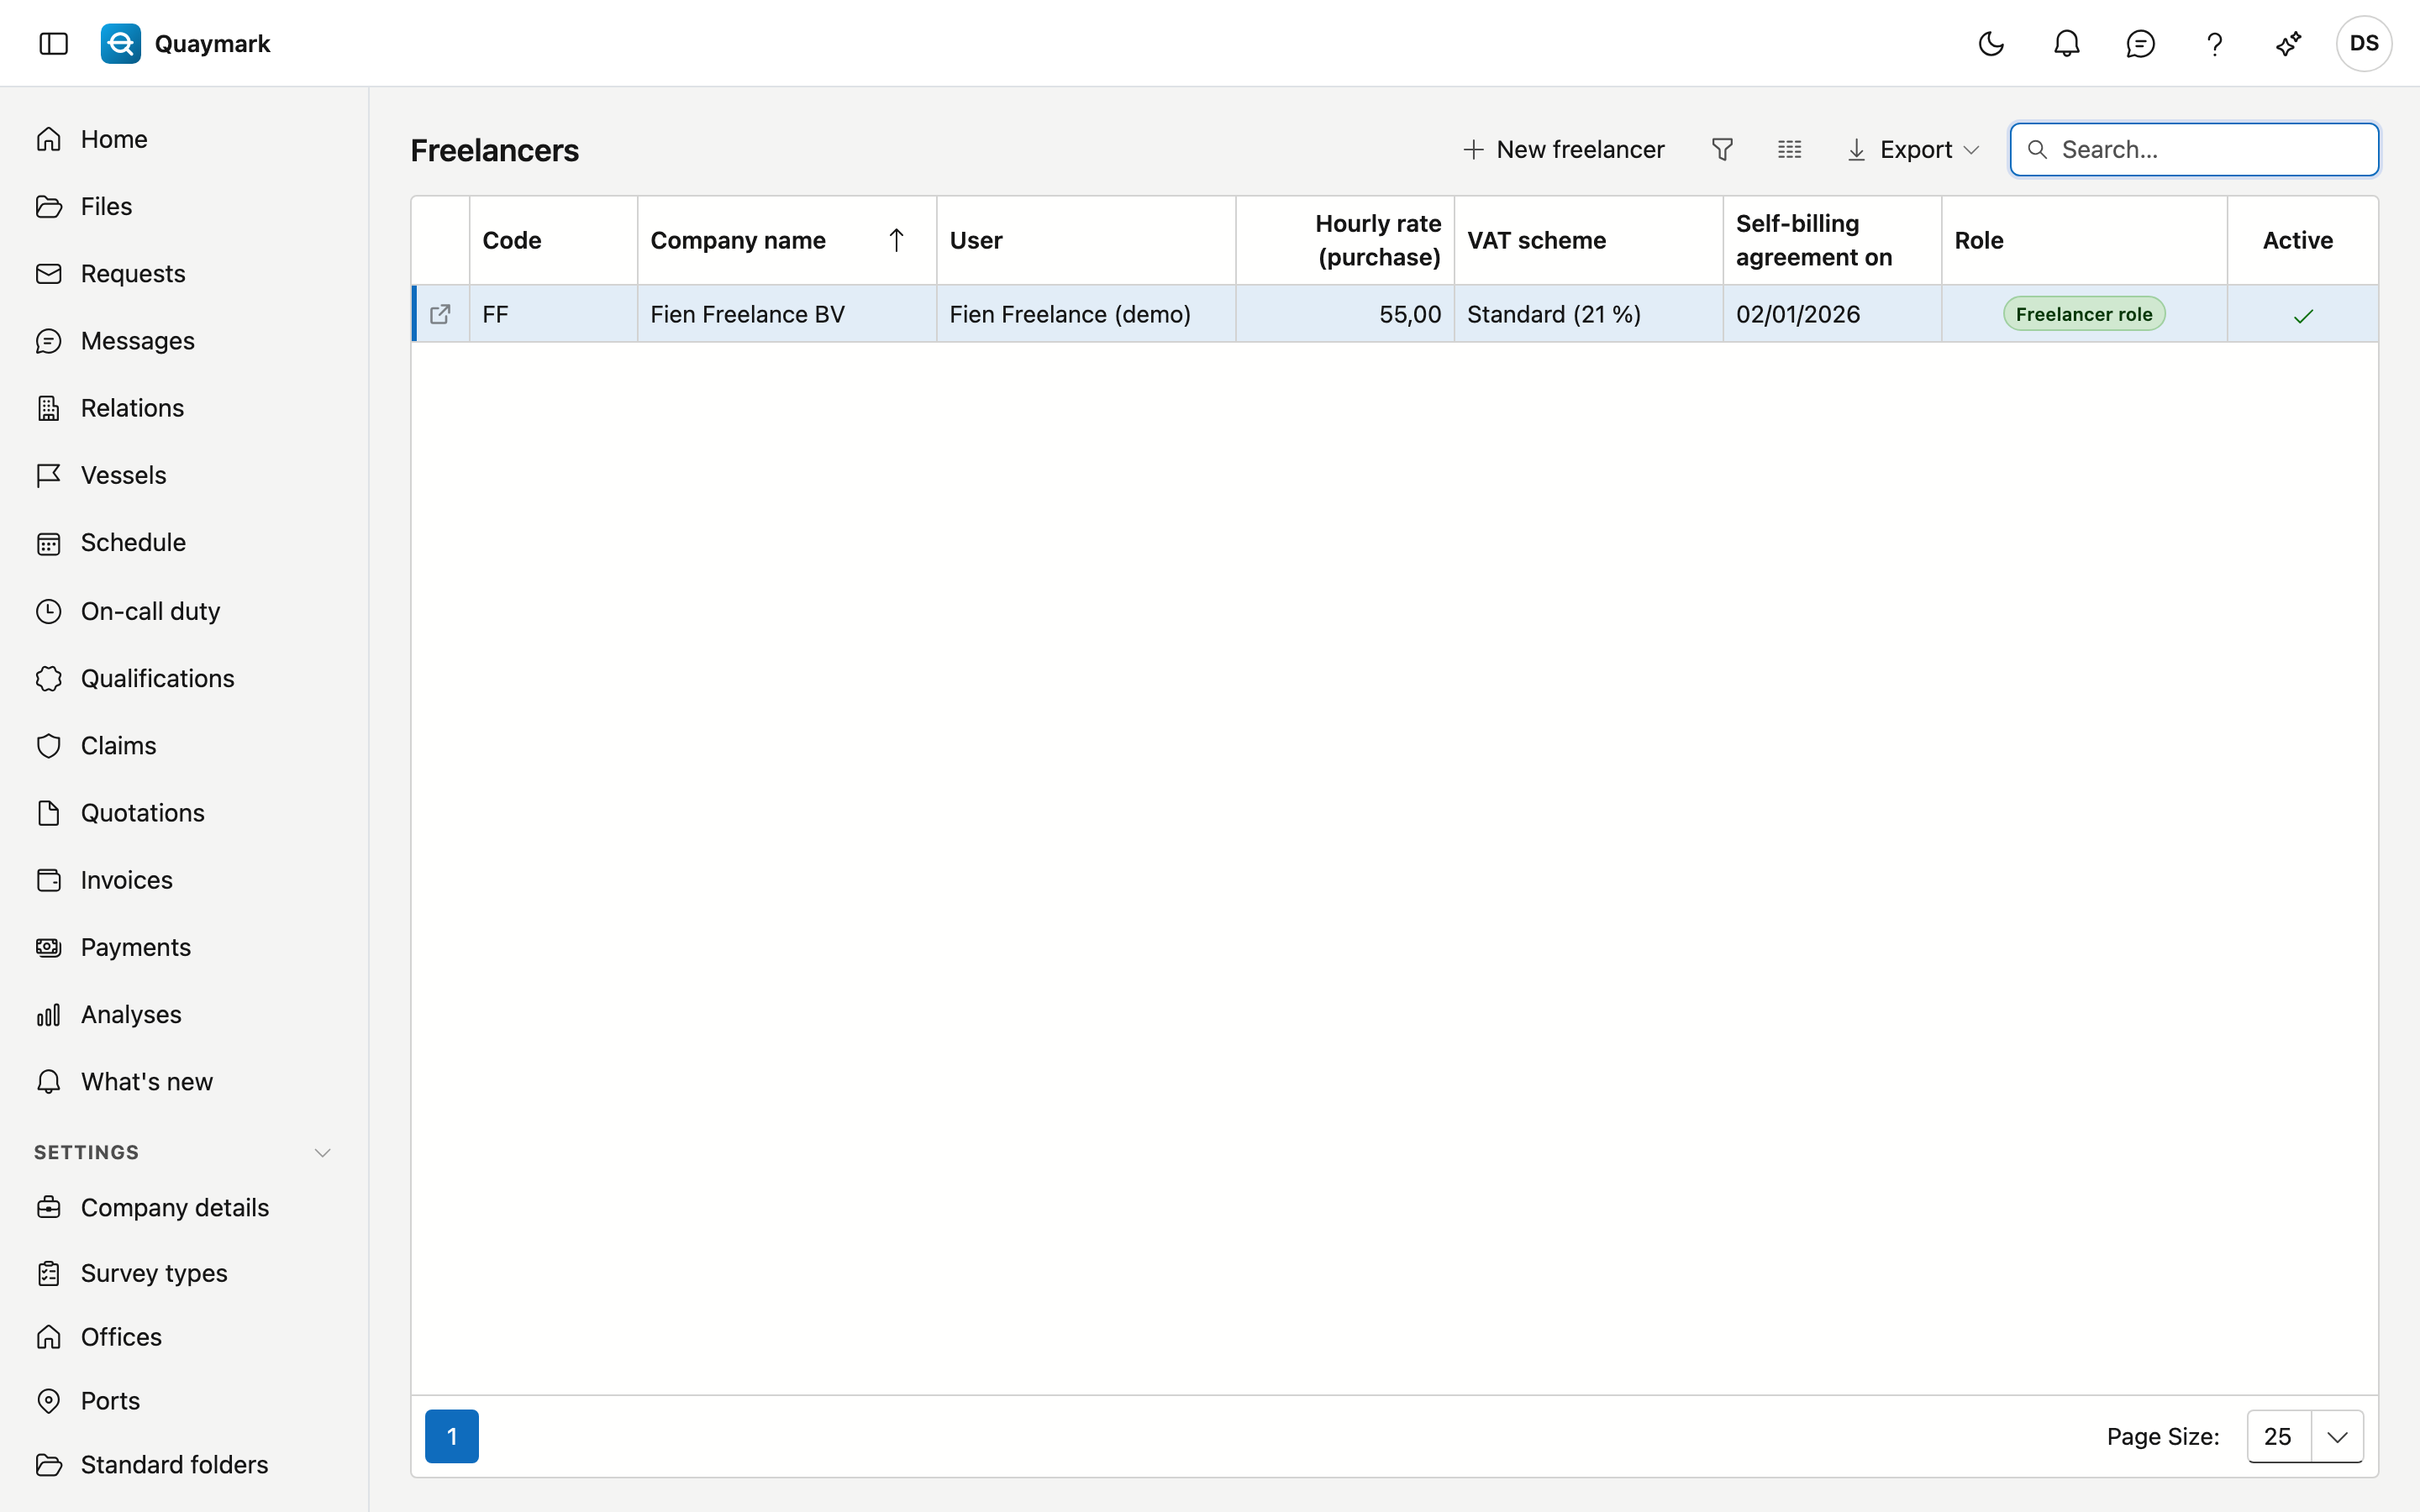 Quaymark
DS
Home
Files
Requests
Messages
Relations
Vessels
Schedule
On-call duty
Qualifications
Claims
Quotations
Invoices
Payments
Analyses
What's new
SETTINGS
Company details
Survey types
Offices
Ports
Standard folders
Freelancers
New freelancer
Export
Search...
Code
Company name
User
Hourly rate
(purchase)
VAT scheme
Self-billing
agreement on
Role
Active
FF
Fien Freelance BV
Fien Freelance (demo)
55,00
Standard (21 %)
02/01/2026
Freelancer role
1
Page Size:
25